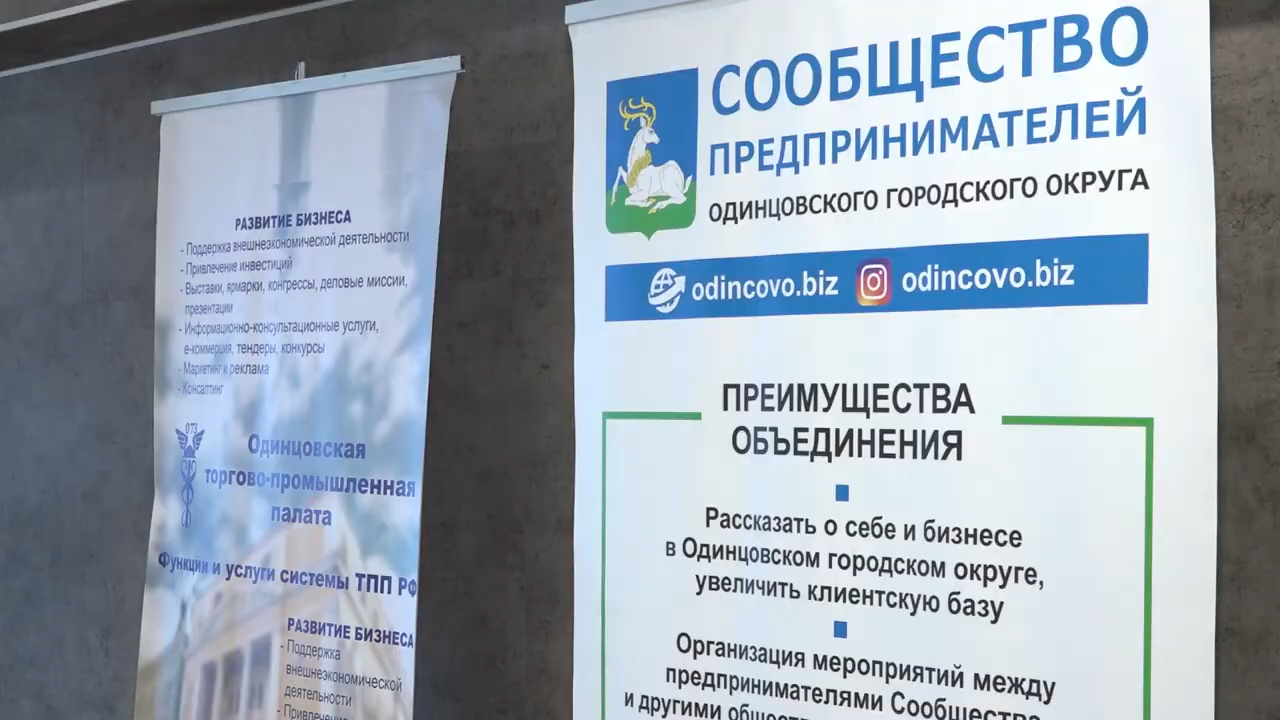 РАЗВИТИЕ БИЗНЕСА
- Поддержка внешнеэкономической деятельности
- Привлечение инвестиций
- Выставки, ярмарки, конгрессы, деловые миссии,
презентации
- Информационно-консультационные услуги,
е-коммерция, тендеры, конкурсы
- Маркетинг и реклама
- Консалтинг
073
Одинцовская
торгово-промышленная
палата
Функции и услуги системы ТПП РФ
РАЗВИТИЕ БИЗНЕСА
- Поддержка
внешнеэкономической
деятельности
- Привлечение
СООБЩЕСТВО
ПРЕДПРИНИМАТЕЛЕЙ
ОДИНЦОВСКОГО ГОРОДСКОГО ОКРУГА
odincovo.biz odincovo.biz
ПРЕИМУЩЕСТВА
ОБЪЕДИНЕНИЯ
Рассказать о себе и бизнесе
в Одинцовском городском округе,
увеличить клиентскую базу
Организация мероприятий между
предпринимателями Сообщества
и другими